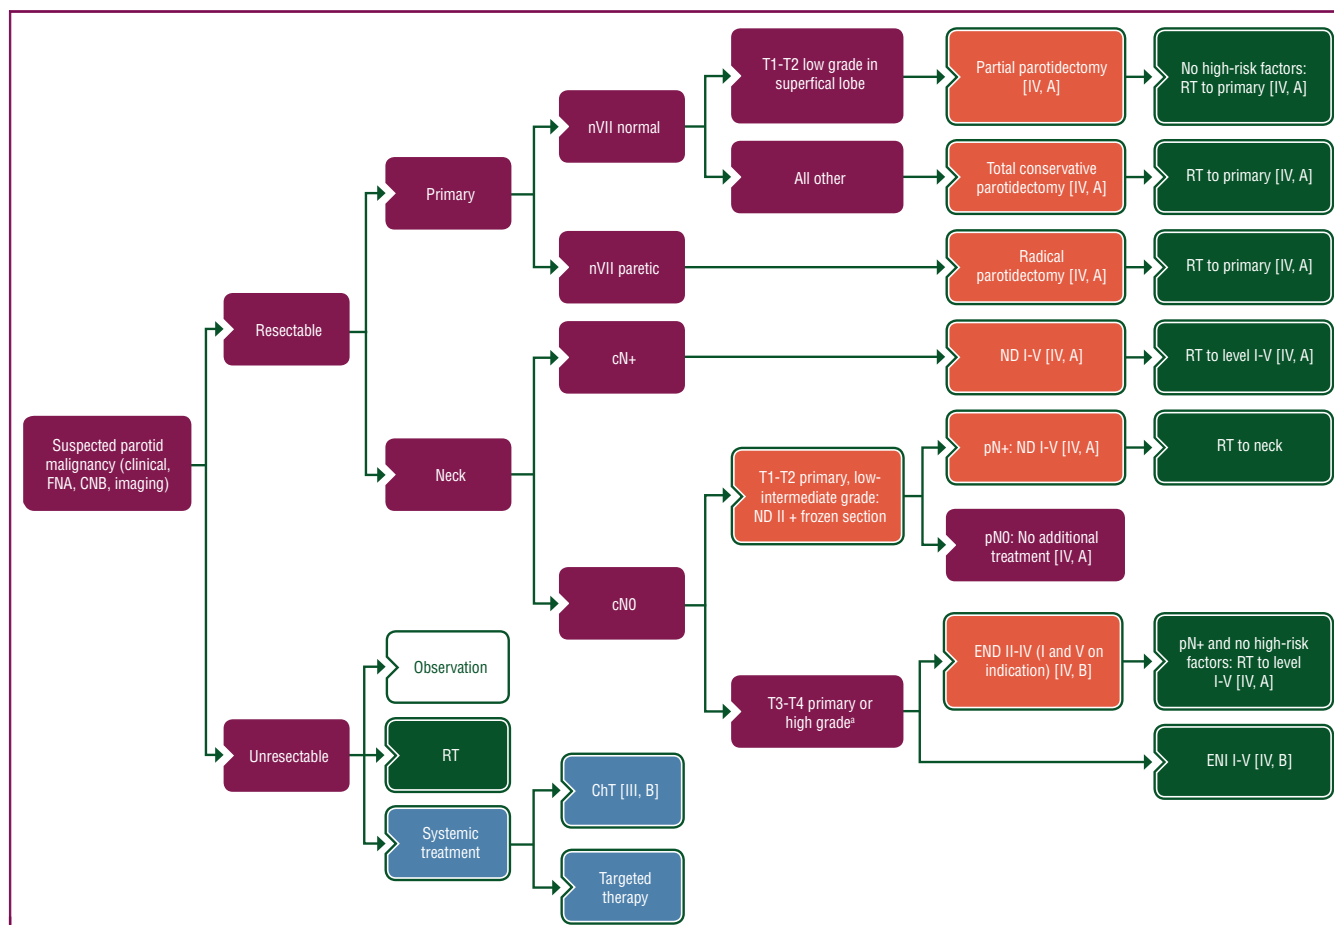 T1-T2 low grade in
superfical lobe
Partial parotidectomy
[IV, A]
No high-risk factors:
RT to primary [IV, A]
nVII normal
All other
Total conservative
parotidectomy [IV, A]
RT to primary [IV, A]
Primary
nVII paretic
Radical
parotidectomy [IV, A]
RT to primary [IV, A]
Resectable
cN+
ND I-V [IV, A]
RT to level I-V [IV, A]
Suspected parotid
malignancy (clinical,
FNA, CNB, imaging)
Neck
T1-T2 primary, low-
intermediate grade:
ND II + frozen section
pN+: ND I-V [IV, A]
RT to neck
pN0: No additional
treatment [IV, A]
cN0
END II-IV (I and V on
indication) [IV, B]
pN+ and no high-risk
factors: RT to level
I-V [IV, A]
T3-T4 primary or
high gradeᵃ
ENI I-V [IV, B]
Observation
Unresectable
RT
Systemic
treatment
ChT [III, B]
Targeted
therapy